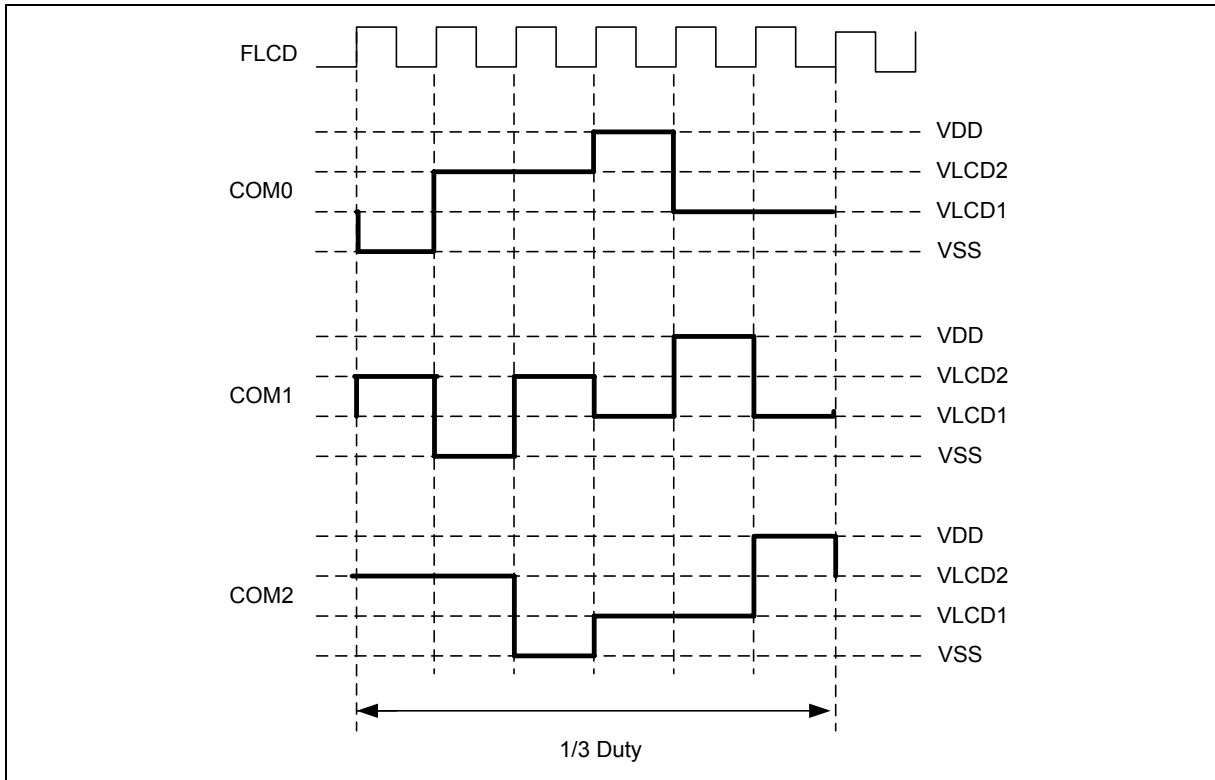 FLCD
VDD
VLCD2
COM0
VLCD1
VSS
VDD
VLCD2
COM1
VLCD1
VSS
VDD
VLCD2
COM2
VLCD1
VSS
1/3 Duty